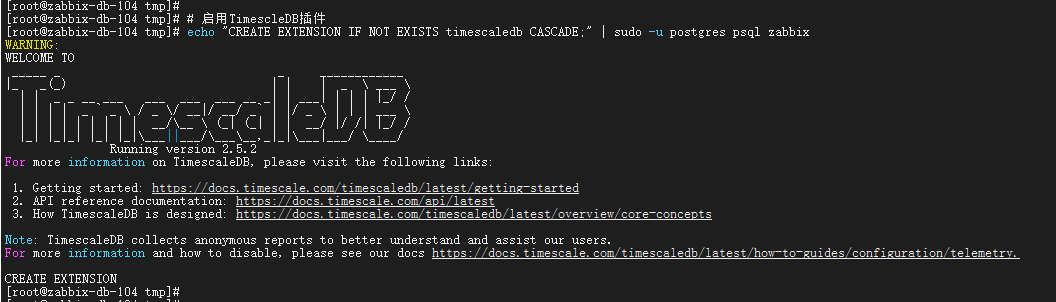 [root@zabbix-db-104 tmp]#
[root@zabbix-db-104 tmp]# # 启用TimescleDB插件
[root@zabbix-db-104 tmp]# echo "CREATE EXTENSION IF NOT EXISTS timescaledb CASCADE;" | sudo -u postgres psql zabbix
WARNING:
WELCOME TO
TimescaleDB
Running version 2.5.2
For more information on TimescaleDB, please visit the following links:
1. Getting started: https://docs.timescale.com/timescaledb/latest/getting-started
2. API reference documentation: https://docs.timescale.com/api/latest
3. How TimescaleDB is designed: https://docs.timescale.com/timescaledb/latest/overview/core-concepts
Note: TimescaleDB collects anonymous reports to better understand and assist our users.
For more information and how to disable, please see our docs https://docs.timescale.com/timescaledb/latest/how-to-guides/configuration/telemetry.
CREATE EXTENSION
[root@zabbix-db-104 tmp]#